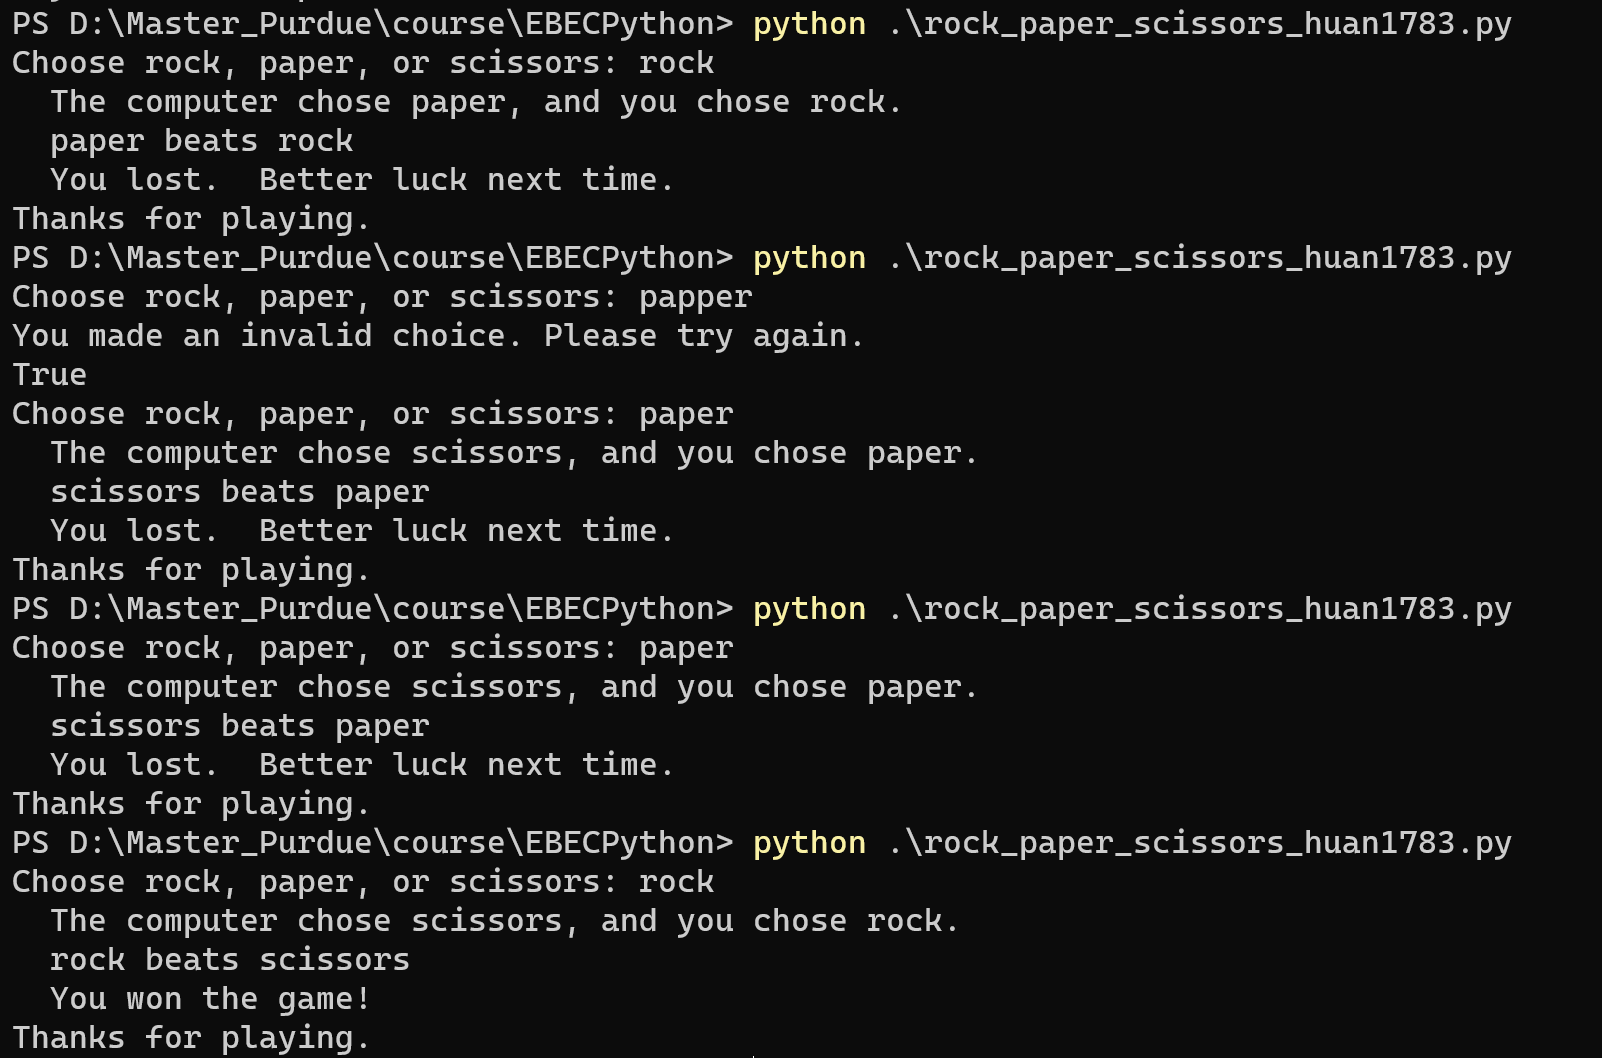 PS D:\Master_Purdue\course\EBECPython> python .\rock_paper_scissors_huan1783.py
Choose rock, paper, or scissors: rock
  The computer chose paper, and you chose rock.
  paper beats rock
  You lost.  Better luck next time.
Thanks for playing.
PS D:\Master_Purdue\course\EBECPython> python .\rock_paper_scissors_huan1783.py
Choose rock, paper, or scissors: papper
You made an invalid choice. Please try again.
True
Choose rock, paper, or scissors: paper
  The computer chose scissors, and you chose paper.
  scissors beats paper
  You lost.  Better luck next time.
Thanks for playing.
PS D:\Master_Purdue\course\EBECPython> python .\rock_paper_scissors_huan1783.py
Choose rock, paper, or scissors: paper
  The computer chose scissors, and you chose paper.
  scissors beats paper
  You lost.  Better luck next time.
Thanks for playing.
PS D:\Master_Purdue\course\EBECPython> python .\rock_paper_scissors_huan1783.py
Choose rock, paper, or scissors: rock
  The computer chose scissors, and you chose rock.
  rock beats scissors
  You won the game!
Thanks for playing.